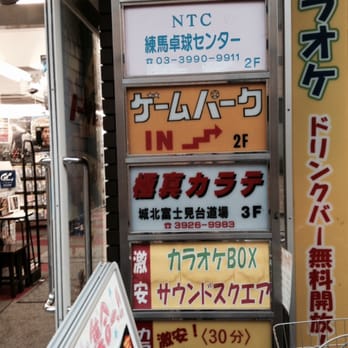 NTC
練馬卓球センター
☎03-3990-9911 2F
ゲームパーク
IN 2F
極真カラテ
城北富士見台道場 3F
☎3926-9983
激安
カラオケBOX
サウンドスクエア
激安!〈30分〉
カラオケ
ドリンクバー無料開放